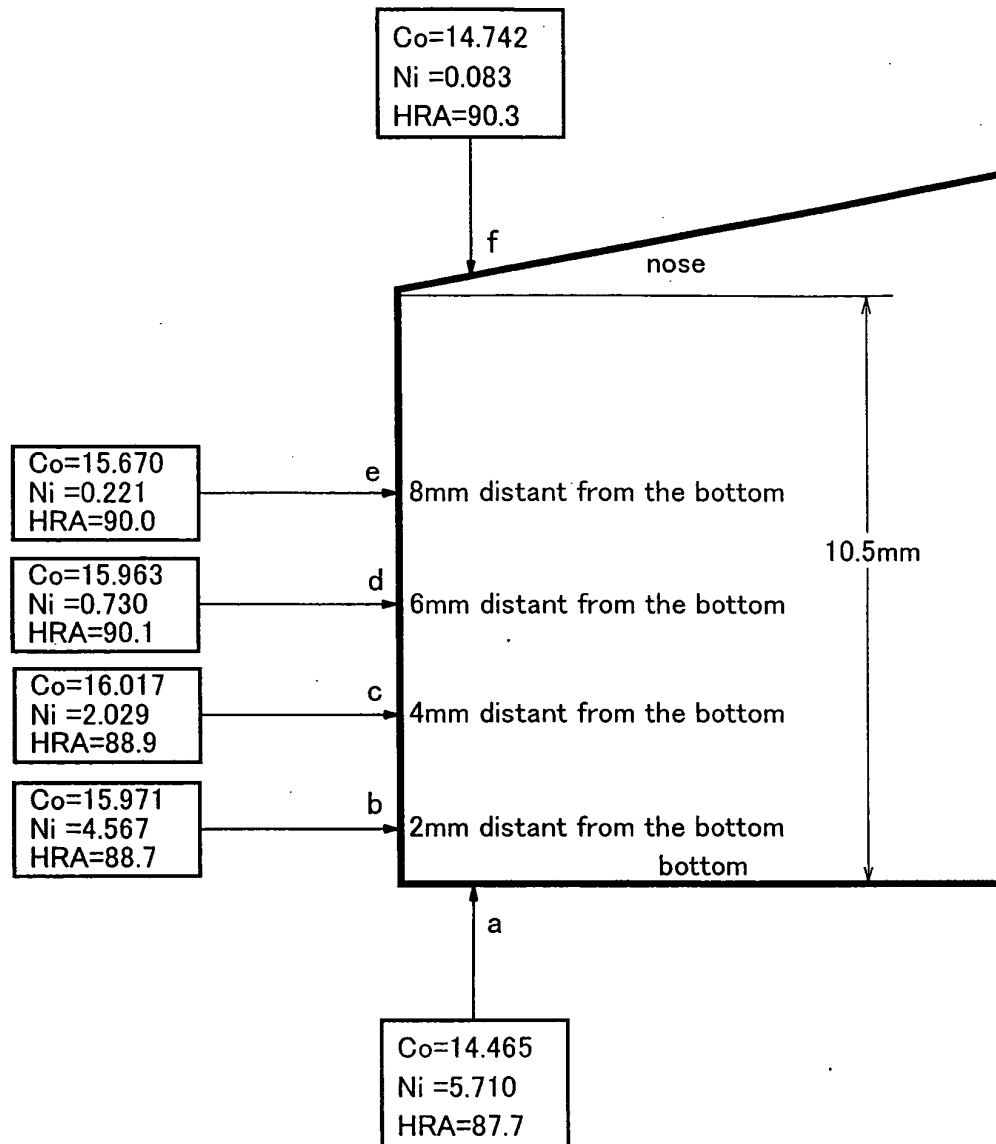 Co=14.742
Ni =0.083
HRA=90.3
f
nose
Co=15.670
Ni =0.221
HRA=90.0
e
8mm distant from the bottom
10.5mm
Co=15.963
Ni =0.730
HRA=90.1
d
6mm distant from the bottom
Co=16.017
Ni =2.029
HRA=88.9
c
4mm distant from the bottom
Co=15.971
Ni =4.567
HRA=88.7
b
2mm distant from the bottom
bottom
a
Co=14.465
Ni =5.710
HRA=87.7